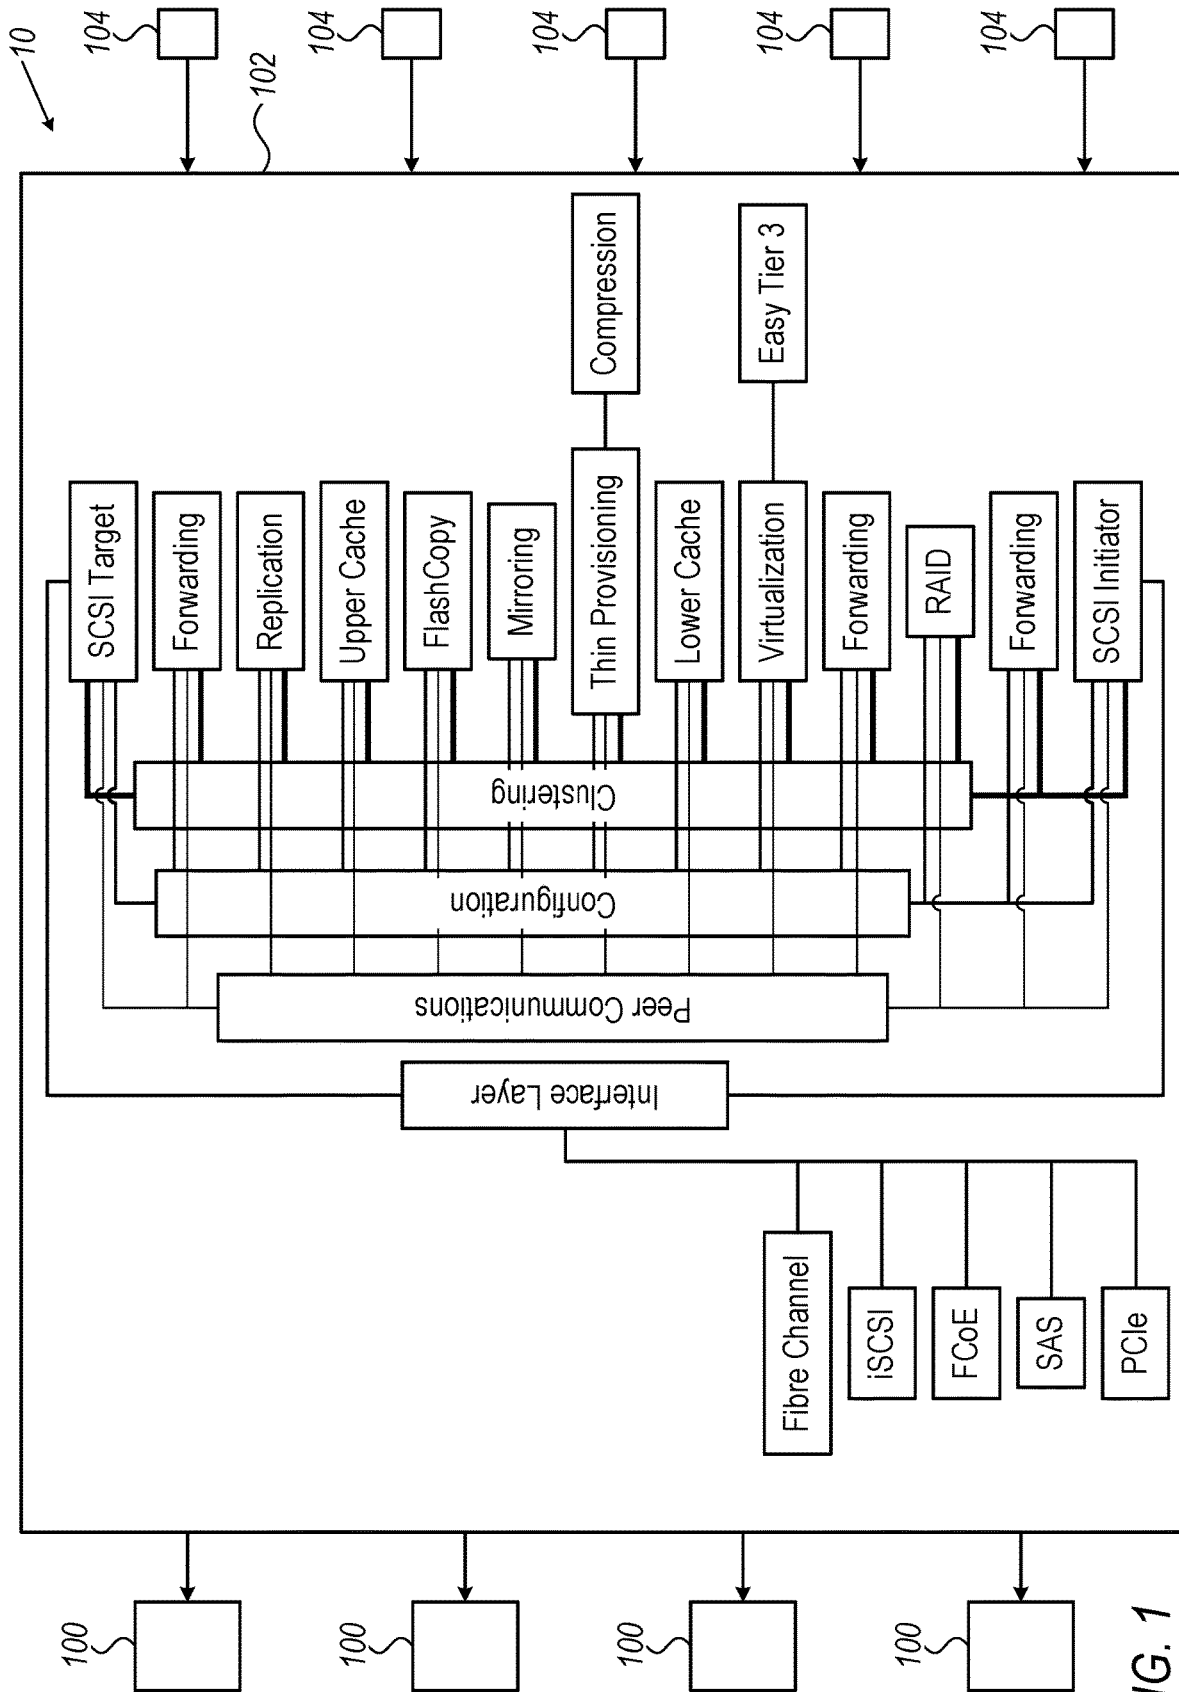 10
104
104
104
104
104
102
SCSI Target
Forwarding
Replication
Upper Cache
FlashCopy
Mirroring
Thin Provisioning
Compression
Lower Cache
Virtualization
Easy Tier 3
Forwarding
RAID
Forwarding
SCSI Initiator
Clustering
Configuration
Peer Communications
Interface Layer
Fibre Channel
iSCSI
FCoE
SAS
PCIe
100
100
100
100
IG. 1